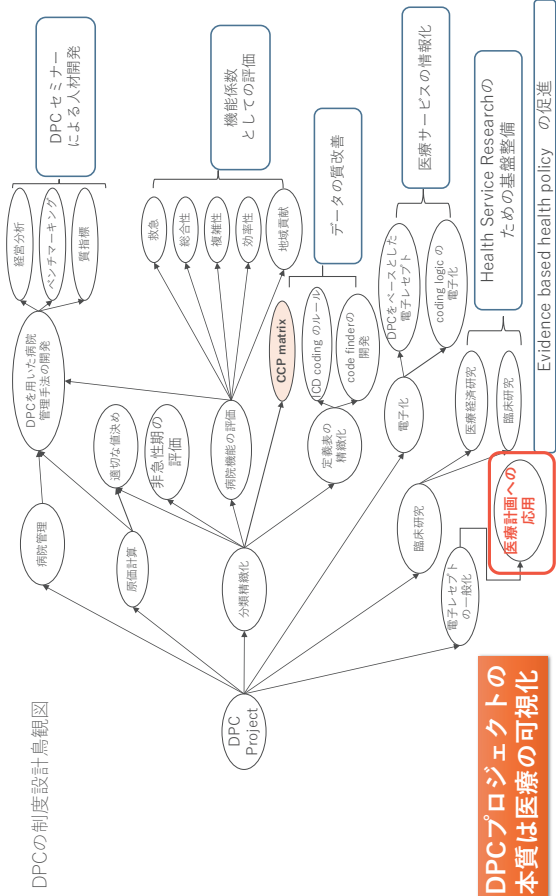 DPCの制度設計鳥観図
DPC
Project
病院管理
原価計算
分類精緻化
臨床研究
電子レセプト
の一般化
DPCを用いた病院
管理手法の開発
適切な値決め
非急性期の
評価
病院機能の評価
定義表の
精緻化
電子化
医療計画への
応用
経営分析
ベンチマーキング
質指標
救急
総合性
複雑性
効率性
地域貢献
CCP matrix
CD coding のルール
code finderの
開発
DPCをベースとした
電子レセプト
coding logic の
電子化
医療経済研究
臨床研究
DPC セミナー
による人材開発
機能係数
としての評価
データの質改善
医療サービスの情報化
Health Service Researchの
ための基盤整備
Evidence based health policy の促進
DPCプロジェクトの
本質は医療の可視化